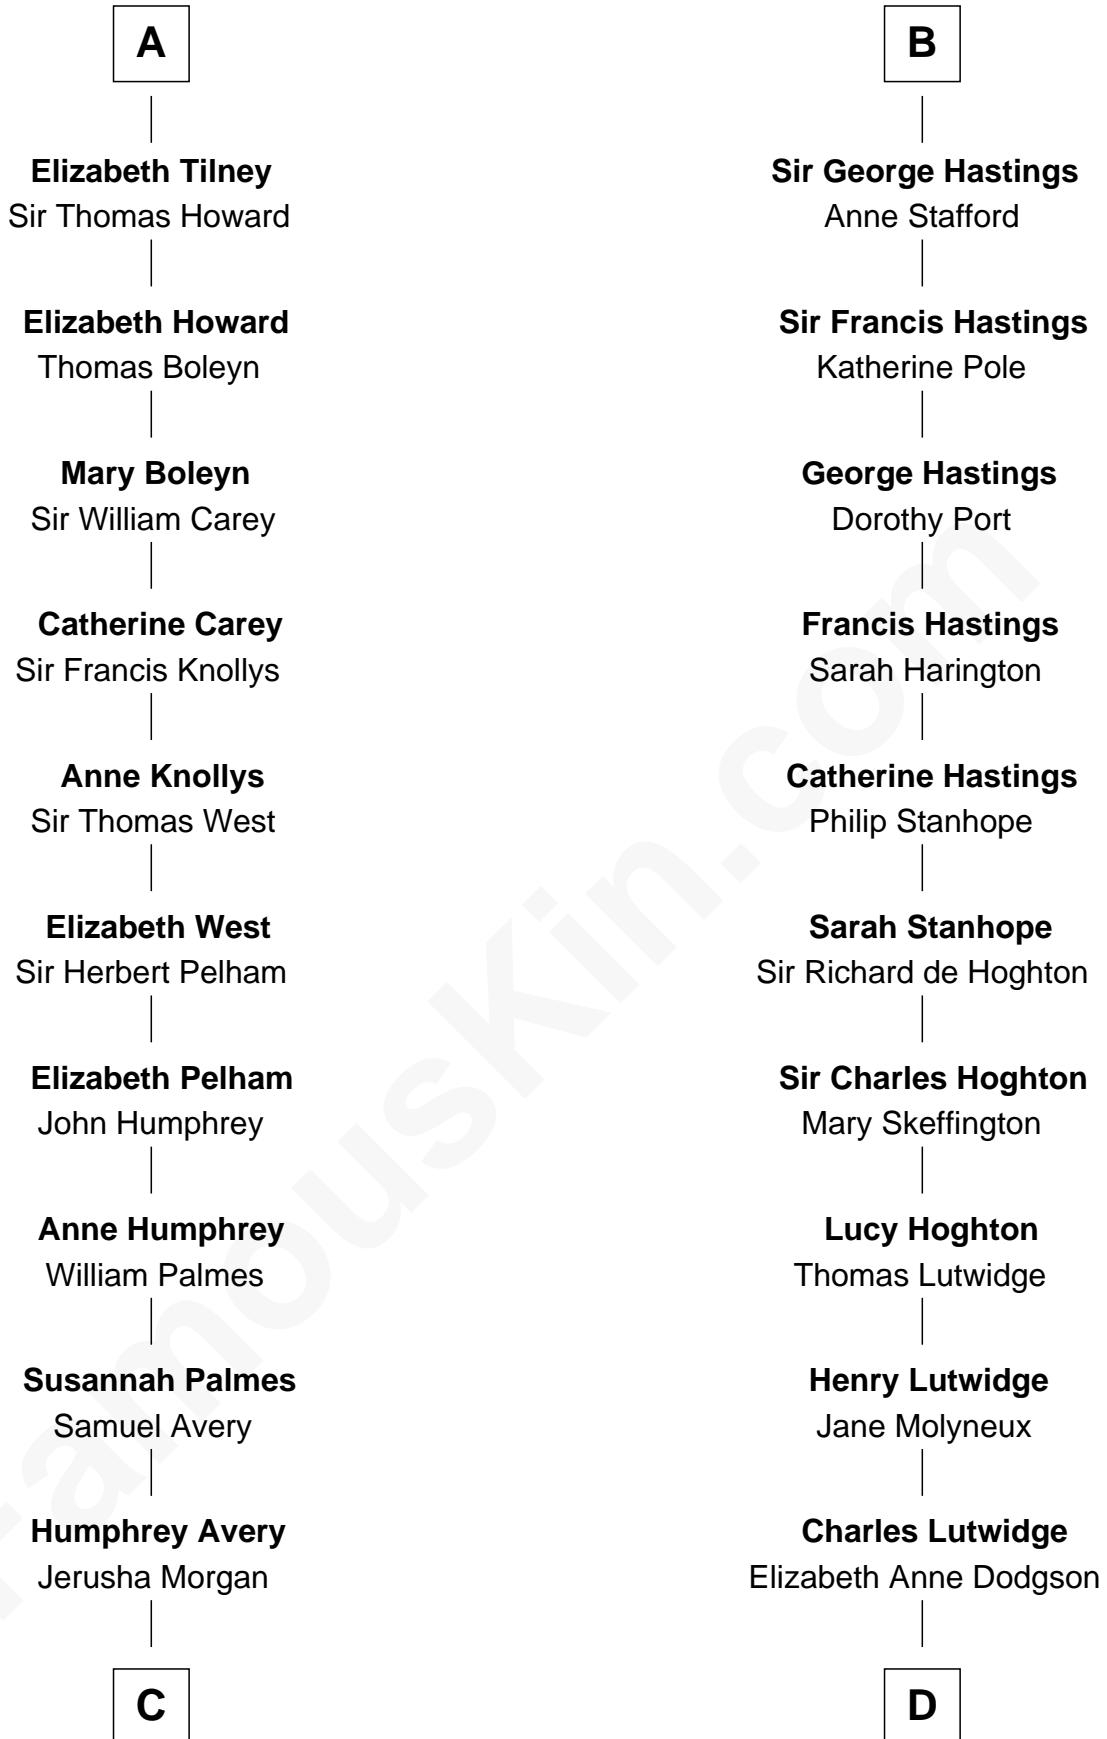 A
Elizabeth Tilney
Sir Thomas Howard
Elizabeth Howard
Thomas Boleyn
Mary Boleyn
Sir William Carey
Catherine Carey
Sir Francis Knollys
Anne Knollys
Sir Thomas West
Elizabeth West
Sir Herbert Pelham
Elizabeth Pelham
John Humphrey
Anne Humphrey
William Palmes
Susannah Palmes
Samuel Avery
Humphrey Avery
Jerusha Morgan
C
B
Sir George Hastings
Anne Stafford
Sir Francis Hastings
Katherine Pole
George Hastings
Dorothy Port
Francis Hastings
Sarah Harington
Catherine Hastings
Philip Stanhope
Sarah Stanhope
Sir Richard de Hoghton
Sir Charles Hoghton
Mary Skeffington
Lucy Hoghton
Thomas Lutwidge
Henry Lutwidge
Jane Molyneux
Charles Lutwidge
Elizabeth Anne Dodgson
D
FamousKin.com